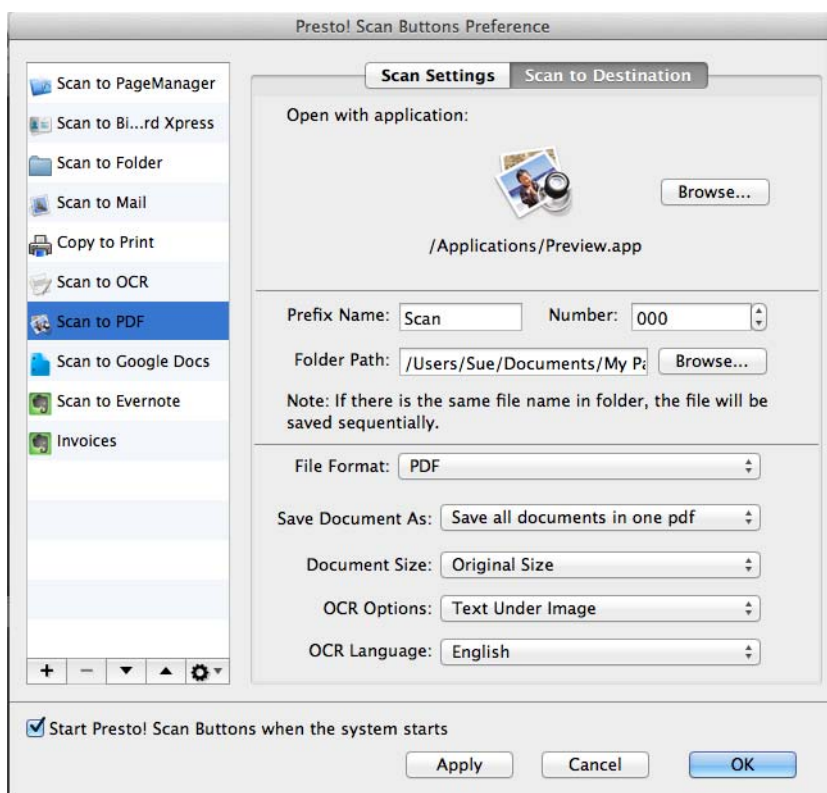 Presto! Scan Buttons Preference
Scan to PageManager
Scan to Bi...rd Xpress
Scan to Folder
Scan to Mail
Copy to Print
Scan to OCR
Scan to PDF
Scan to Google Docs
Scan to Evernote
Invoices
Scan Settings
Scan to Destination
Open with application:
Browse...
/Applications/Preview.app
Prefix Name: Scan Number: 000
Folder Path: /Users/Sue/Documents/My Pa Browse...
Note: If there is the same file name in folder, the file will be
saved sequentially.
File Format: PDF
Save Document As: Save all documents in one pdf
Document Size: Original Size
OCR Options: Text Under Image
OCR Language: English
Start Presto! Scan Buttons when the system starts
Apply Cancel OK